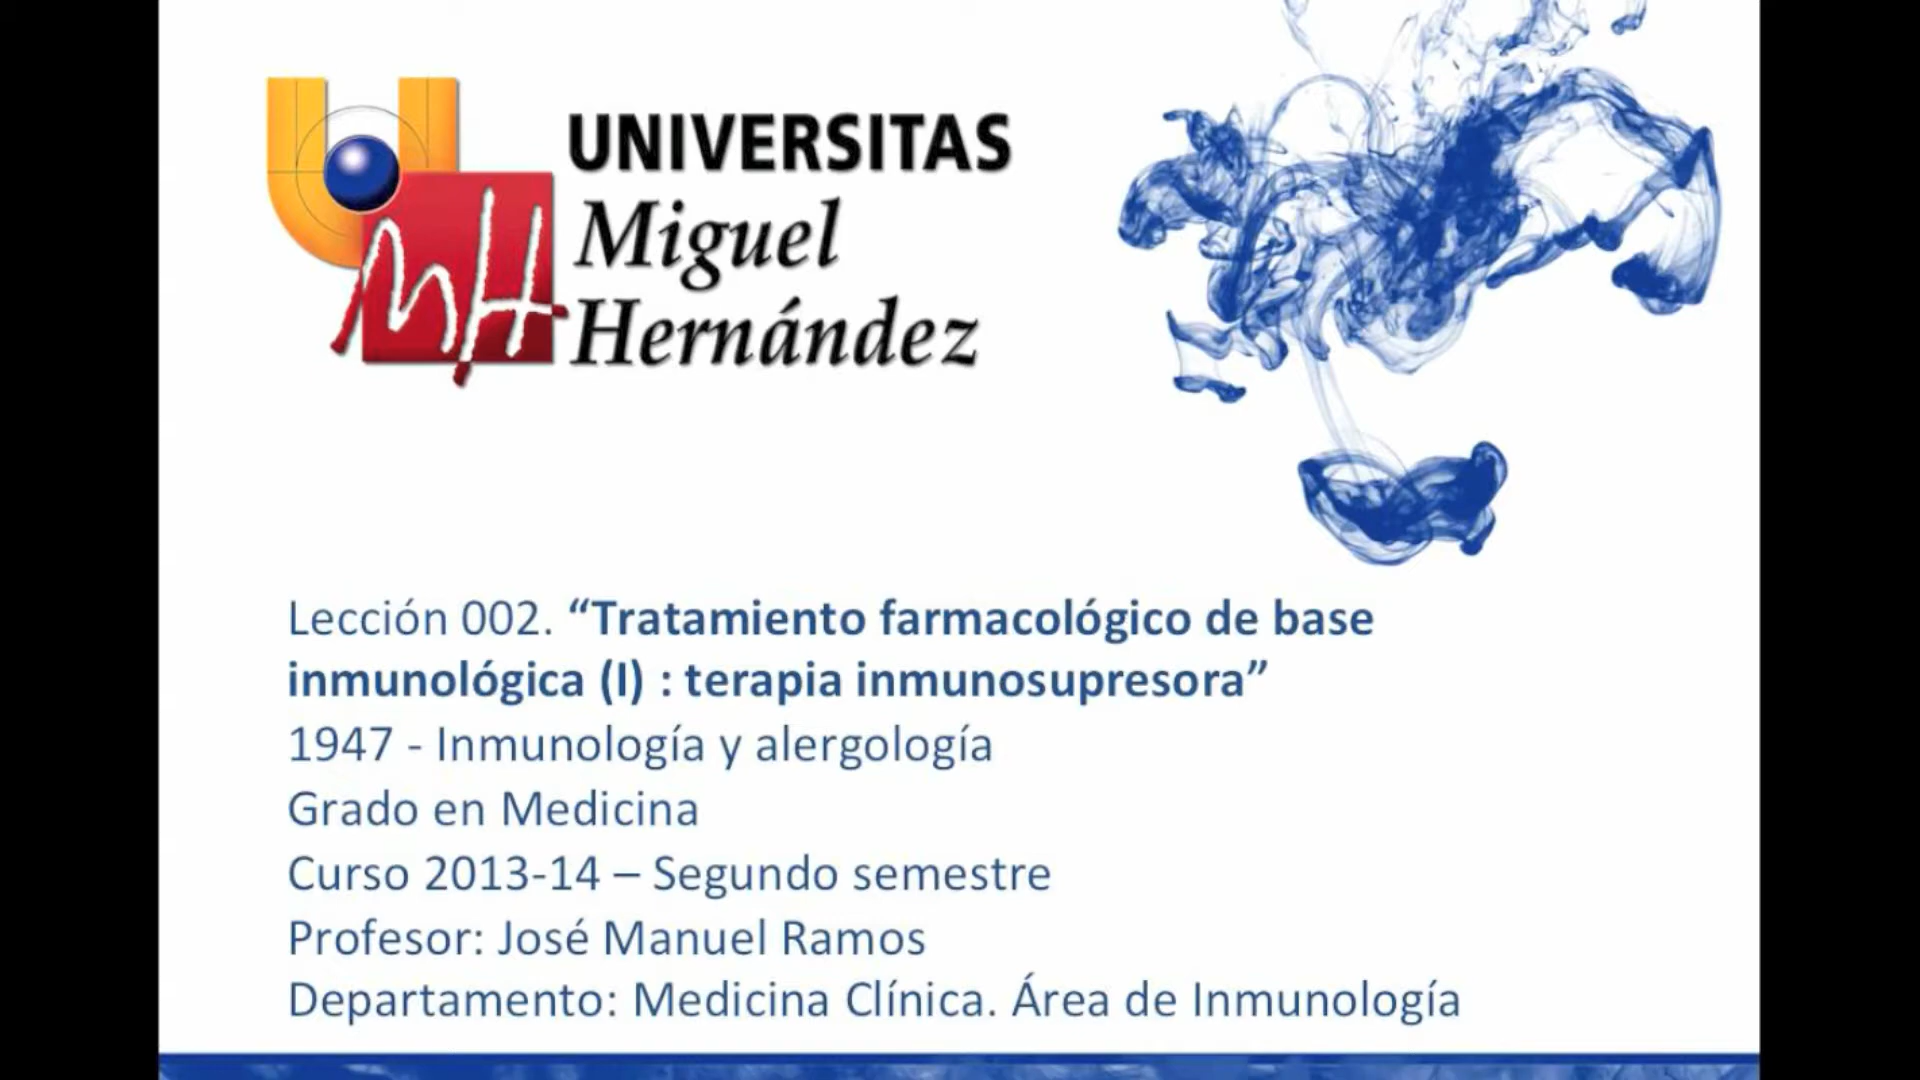 UNIVERSITAS
Miguel
Hernández
UMH
Lección 002. “Tratamiento farmacológico de base
inmunológica (I) : terapia inmunosupresora”
1947 - Inmunología y alergología
Grado en Medicina
Curso 2013-14 – Segundo semestre
Profesor: José Manuel Ramos
Departamento: Medicina Clínica. Área de Inmunología